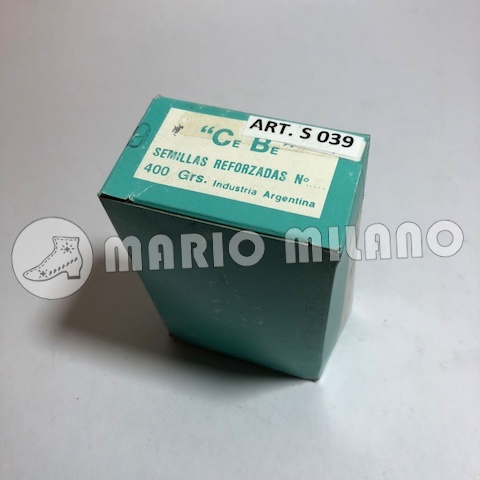 ART. S 039
"CE BE"
SEMILLAS REFORZADAS Nº.....
400 Grs. Industria Argentina
MARIO MILANO